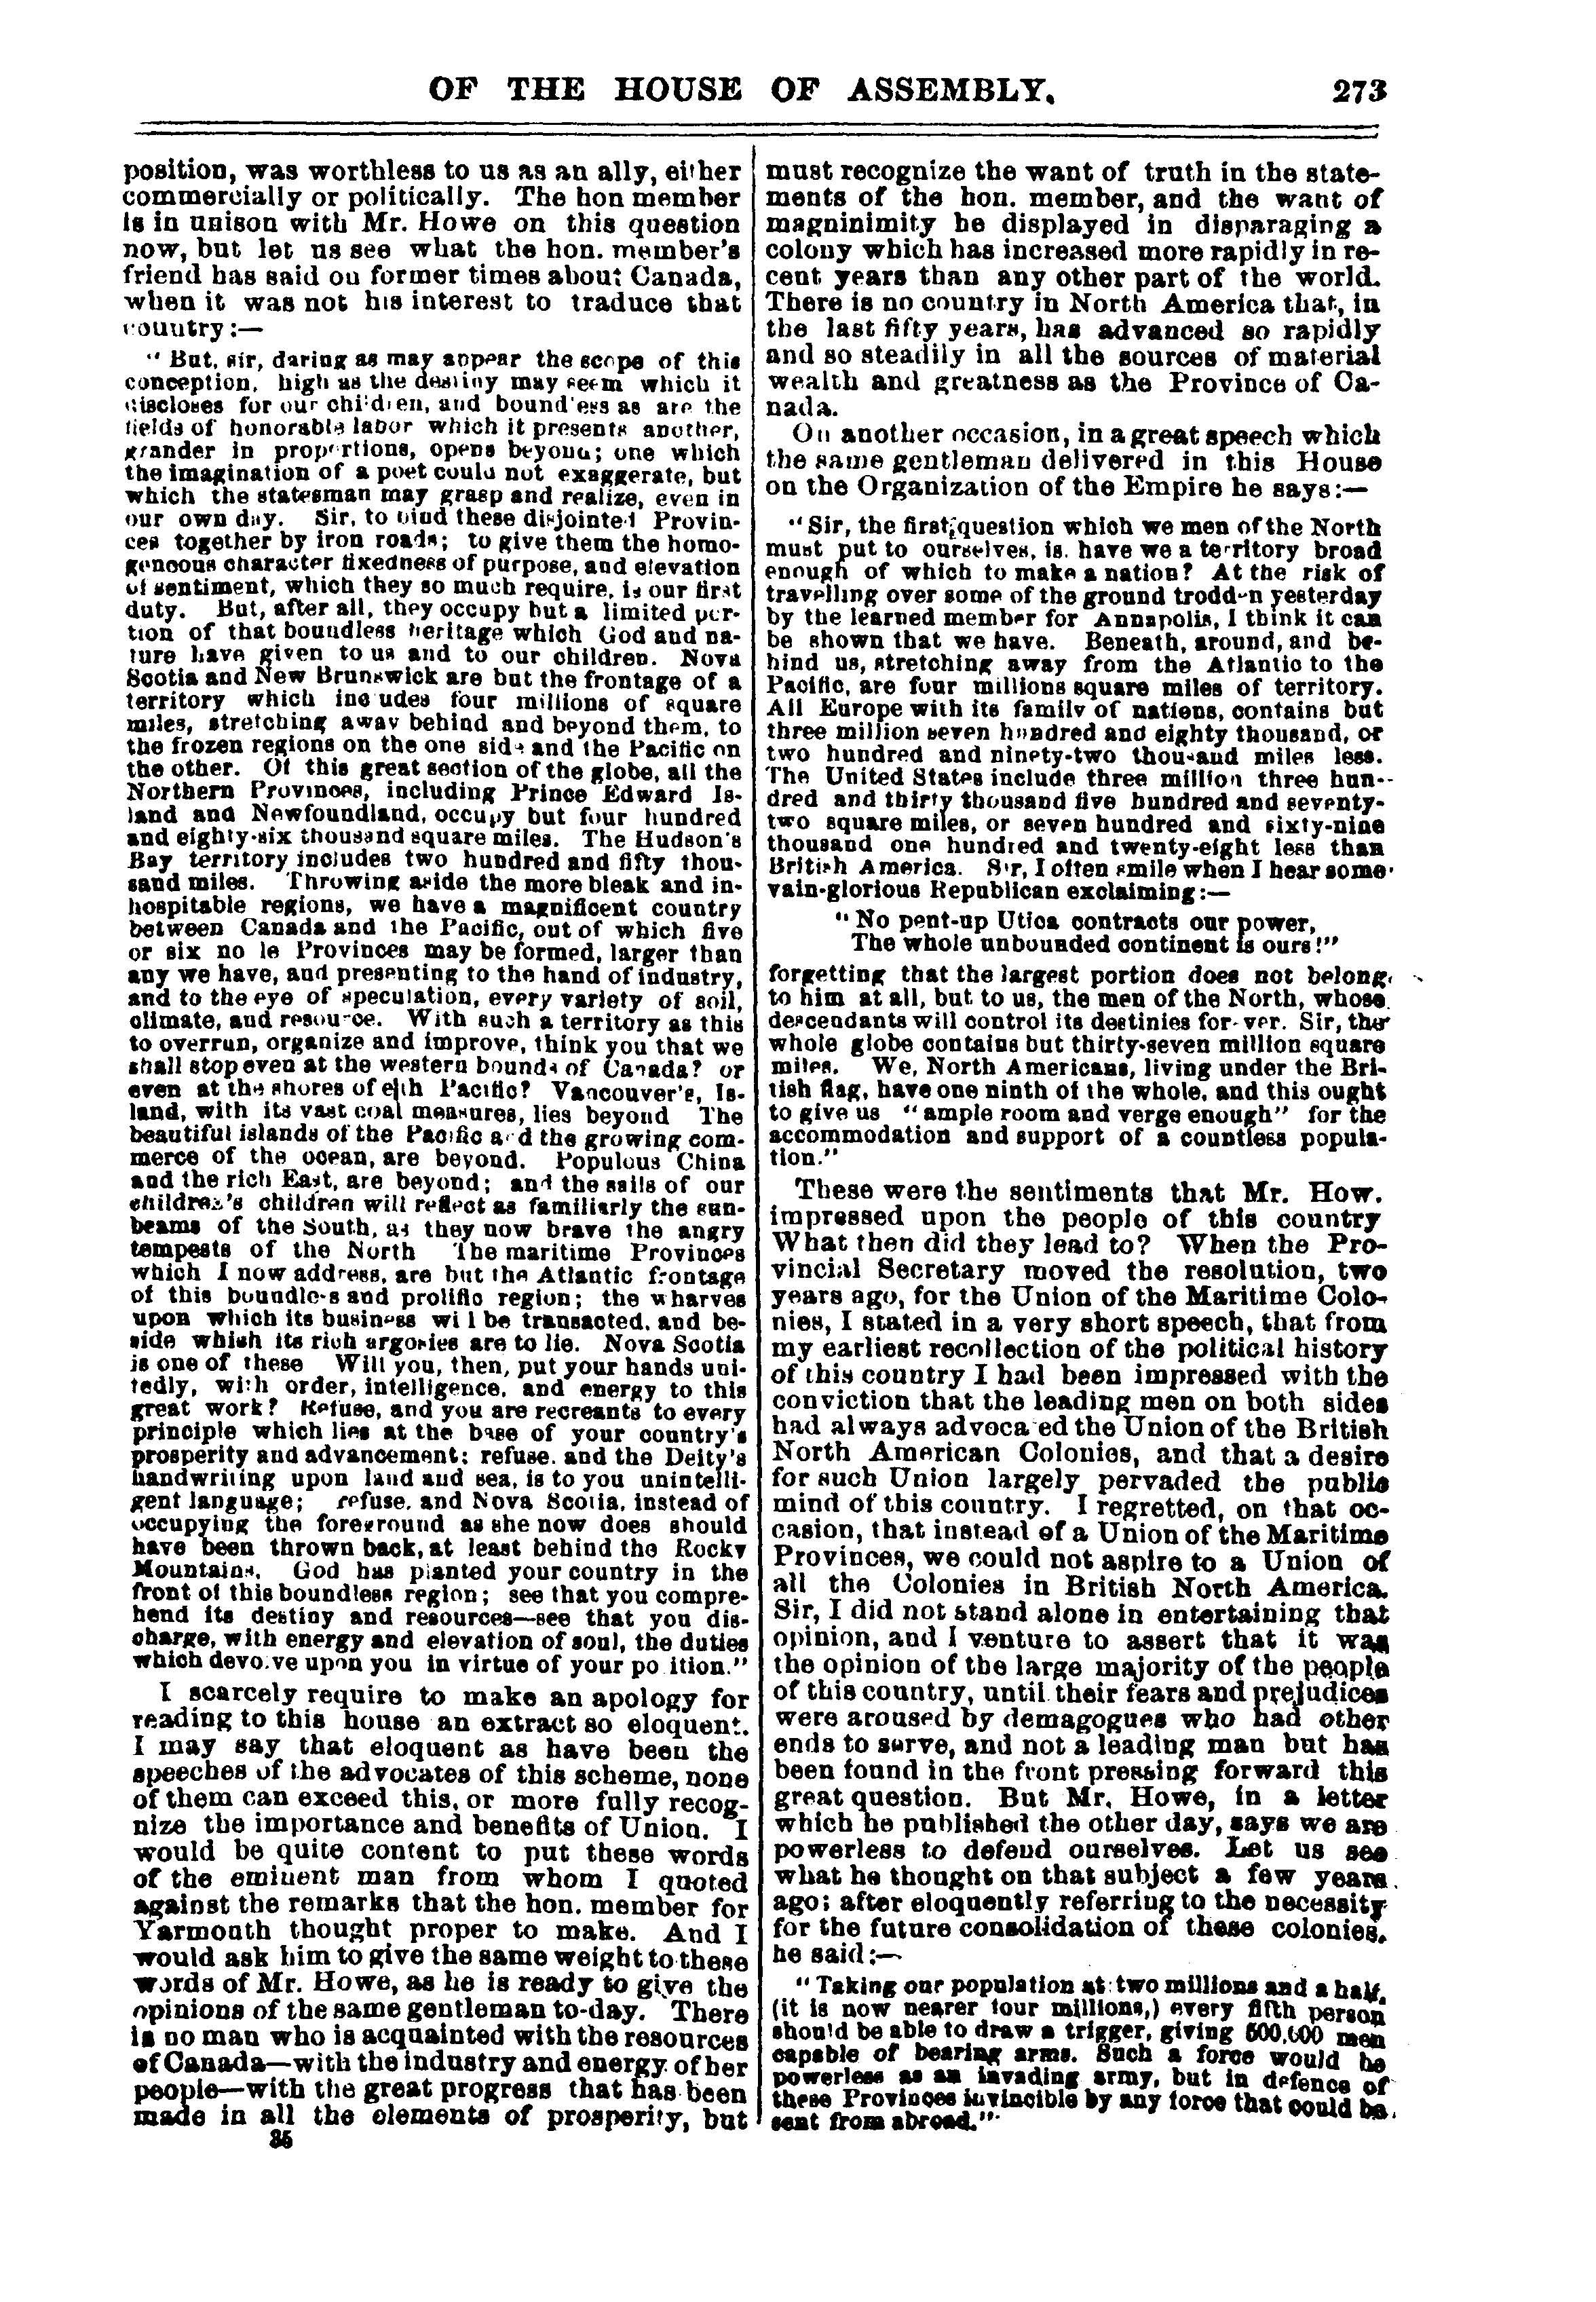 OF THE HOUSE OF ASSEMBLY. 273
position, was worthless to us as an ally, either
commercially or politically. The hon member
is in unison with Mr. Howe on this question
now, but let us see what the hon. member's
friend has said on former times about Canada,
when it was not his interest to traduce that
country:—
"But, sir, daring as may appear the scope of this
conception, high as the destiny may seem which it
discloses for our children, and boundless as are the
fields of honorable labor which it presents another,
grander in proportions, opens beyond; one which
the imagination of a poet could not exaggerate, but
which the statesman may grasp and realize, even in
our own day. Sir, to bind these disjointed Provin-
ces together by iron roads; to give them the homo-
genoous character fixedness of purpose, and elevation
of sentiment, which they so much require, is our first
duty. But, after all, they occupy but a limited por-
tion of that boundless heritage which God and na-
ture have given to us and to our children. Nova
Scotia and New Brunswick are but the frontage of a
territory which includes four millions of square
miles, stretching away behind and beyond them, to
the frozen regions on the one side and the Pacific on
the other. Of this great section of the globe, all the
Northern Provinces, including Prince Edward Is-
land and Newfoundland, occupy but four hundred
and eighty-six thousand square miles. The Hudson's
Bay territory includes two hundred and fifty thou-
sand miles. Throwing aside the more bleak and in-
hospitable regions, we have a magnificent country
between Canada and the Pacific, out of which five
or six no le Provinces may be formed, larger than
any we have, and presenting to the hand of industry,
and to the eye of speculation, every variety of soil,
climate, and resource. With such a territory as this
to overrun, organize and improve, think you that we
shall stop even at the western bounds of Canada? or
even at the shores of ejth Pacific? Vancouver's, Is-
land, with its vast coal measures, lies beyond The
beautiful islands of the Pacific and the growing com-
merce of the ocean, are beyond. Populous China
and the rich East, are beyond; and the sails of our
children's children will reflect as familiarly the sun-
beams of the South, as they now brave the angry
tempests of the North The maritime Provinces
which I now address, are but the Atlantic frontage
of this boundless and prolific region; the wharves
upon which its business will be transacted, and be-
side whish its rich argosies are to lie. Nova Scotia
is one of these Will you, then, put your hands uni-
tedly, with order, intelligence, and energy to this
great work? Refuse, and you are recreants to every
principle which lies at the base of your country's
prosperity and advancement; refuse, and the Deity's
handwriting upon land and sea, is to you unintelli-
gent language; refuse, and Nova Scotia, instead of
occupying the foreground as she now does should
have been thrown back, at least behind the Rocky
Mountains. God has planted your country in the
front of this boundless region; see that you compre-
hend its destiny and resources—see that you dis-
charge, with energy and elevation of soul, the duties
which devolve upon you in virtue of your po ition."
I scarcely require to make an apology for
reading to this house an extract so eloquent.
I may say that eloquent as have been the
speeches of the advocates of this scheme, none
of them can exceed this, or more fully recog-
nize the importance and benefits of Union. I
would be quite content to put these words
of the eminent man from whom I quoted
against the remarks that the hon. member for
Yarmouth thought proper to make. And I
would ask him to give the same weight to these
words of Mr. Howe, as he is ready to give the
opinions of the same gentleman to-day. There
is no man who is acquainted with the resources
of Canada—with the industry and energy of her
people—with the great progress that has been
made in all the elements of prosperity, but
35
must recognize the want of truth in the state-
ments of the hon. member, and the want of
magninimity he displayed in disparaging a
colony which has increased more rapidly in re-
cent years than any other part of the world.
There is no country in North America that, in
the last fifty years, has advanced so rapidly
and so steadily in all the sources of material
wealth and greatness as the Province of Ca-
nada.
On another occasion, in a great speech which
the same gentleman delivered in this House
on the Organization of the Empire he says:—
"Sir, the first question which we men of the North
must put to ourselves, is, have we a territory broad
enough of which to make a nation? At the risk of
travelling over some of the ground trodden yesterday
by the learned member for Annapolis, I think it can
be shown that we have. Beneath, around, and be-
hind us, stretching away from the Atlantic to the
Pacific, are four millions square miles of territory.
All Europe with its family of nations, contains but
three million seven hundred and eighty thousand, or
two hundred and ninety-two thousand miles less.
The United States include three million three hun-
dred and thirty thousand five hundred and seventy-
two square miles, or seven hundred and sixty-nine
thousand one hundred and twenty-eight less than
British America. Sir, I often smile when I hear some
vain-glorious Republican exclaiming:—
"No pent-up Utica contracts our power,
The whole unbounded continent is ours!"
forgetting that the largest portion does not belong
to him at all, but to us, the men of the North, whose
descendants will control its destinies for-ver. Sir, the
whole globe contains but thirty-seven million square
miles. We, North Americans, living under the Bri-
tish flag, have one ninth of the whole, and this ought
to give us "ample room and verge enough" for the
accommodation and support of a countless popula-
tion."
These were the sentiments that Mr. How.
impressed upon the people of this country
What then did they lead to? When the Pro-
vincial Secretary moved the resolution, two
years ago, for the Union of the Maritime Colo-
nies, I stated in a very short speech, that from
my earliest recollection of the political history
of this country I had been impressed with the
conviction that the leading men on both sides
had always advoca ed the Union of the British
North American Colonies, and that a desire
for such Union largely pervaded the public
mind of this country. I regretted, on that oc-
casion, that instead of a Union of the Maritime
Provinces, we could not aspire to a Union of
all the Colonies in British North America.
Sir, I did not stand alone in entertaining that
opinion, and I venture to assert that it was
the opinion of the large majority of the people
of this country, until their fears and prejudices
were aroused by demagogues who had other
ends to serve, and not a leading man but has
been found in the front pressing forward this
great question. But Mr. Howe, in a letter
which he published the other day, says we are
powerless to defend ourselves. Let us see
what he thought on that subject a few years
ago; after eloquently referring to the necessity
for the future consolidation of these colonies,
he said:—
"Taking our population at two millions and a half,
(it is now nearer four millions,) every fifth person
should be able to draw a trigger, giving 500,000 men
capable of bearing arms. Such a force would be
powerless as an invading army, but in defence of
these Provinces invincible by any force that could be
sent from abroad."